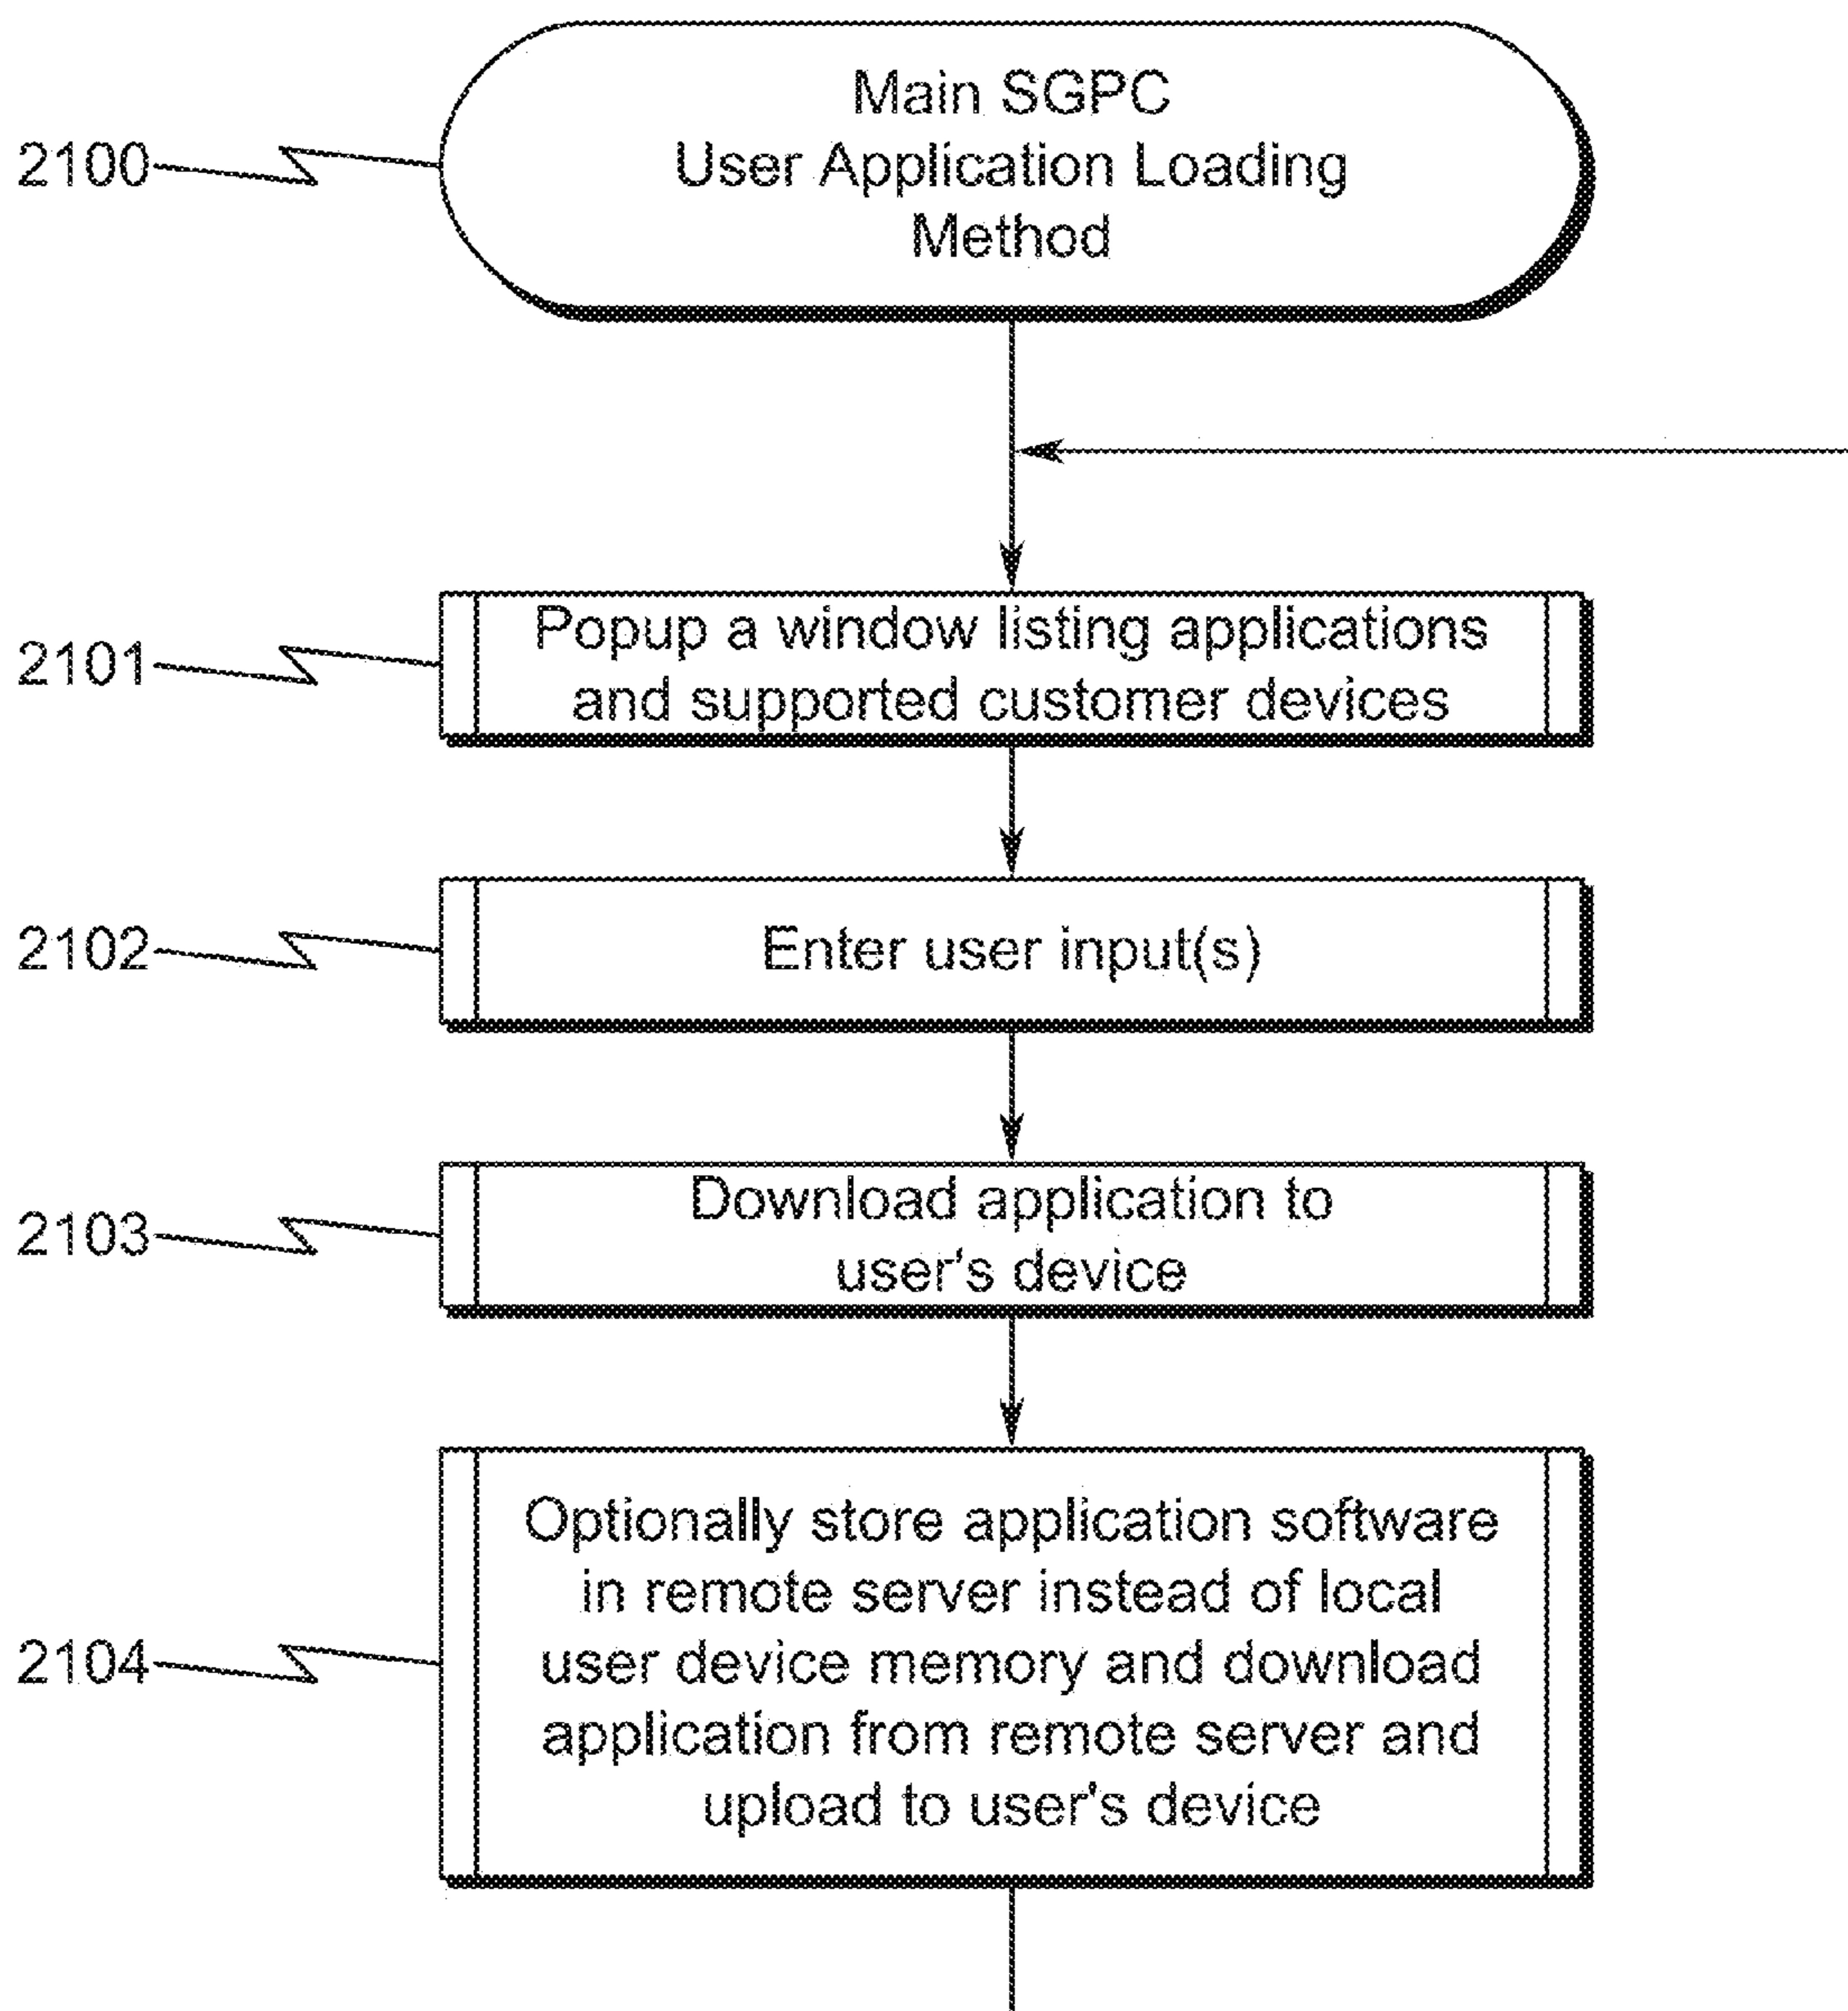 Main SGPC
User Application Loading
Method
2100
Popup a window listing applications
and supported customer devices
2101
Enter user input(s)
2102
Download application to
user's device
2103
Optionally store application software
in remote server instead of local
user device memory and download
application from remote server and
upload to user's device
2104